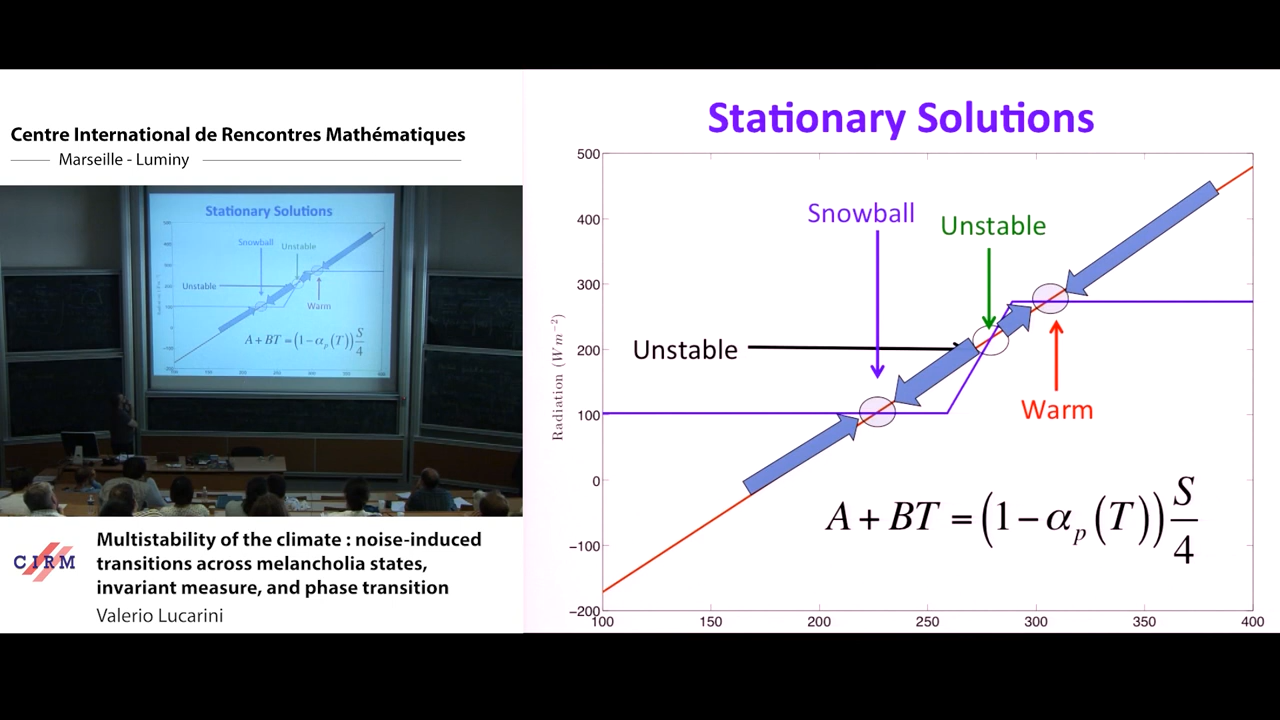 Centre International de Rencontres Mathématiques
Marseille - Luminy
Stationary Solutions
Snowball
Unstable
Unstable
Warm
A + BT = (1 − αp (T)) S/4
CIRM
Multistability of the climate : noise-induced
transitions across melancholia states,
invariant measure, and phase transition
Valerio Lucarini
Stationary Solutions
500
400
300
200
100
0
−100
−200
100
150
200
250
300
350
400
Radiation (W m⁻²)
Snowball
Unstable
Unstable
Warm
A + BT = (1 − αp (T)) S/4